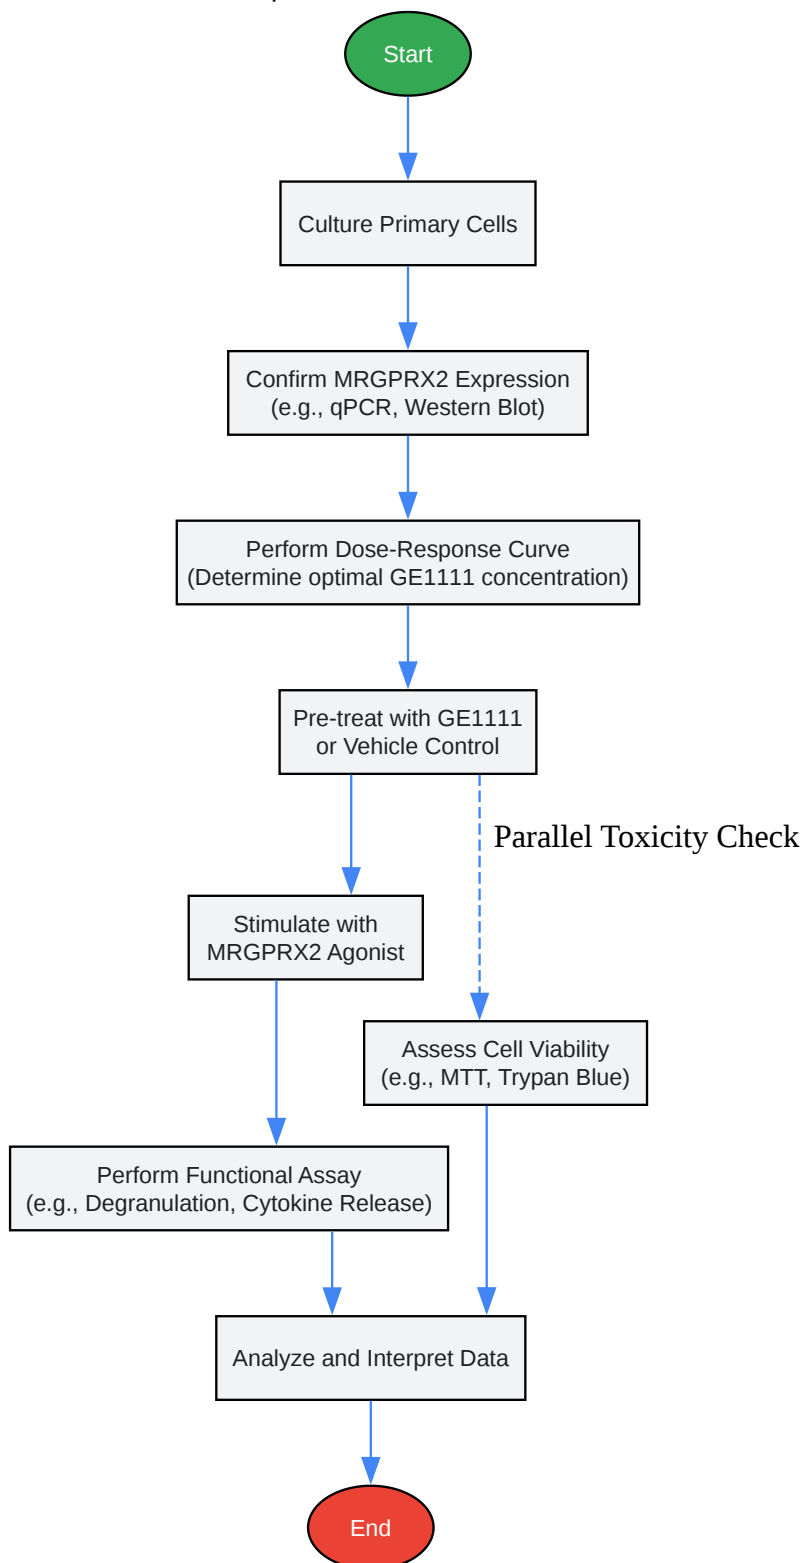 Start
Culture Primary Cells
Confirm MRGPRX2 Expression
(e.g., qPCR, Western Blot)
Perform Dose-Response Curve
(Determine optimal GE1111 concentration)
Pre-treat with GE1111
or Vehicle Control
Parallel Toxicity Check
Stimulate with
MRGPRX2 Agonist
Assess Cell Viability
(e.g., MTT, Trypan Blue)
Perform Functional Assay
(e.g., Degranulation, Cytokine Release)
Analyze and Interpret Data
End